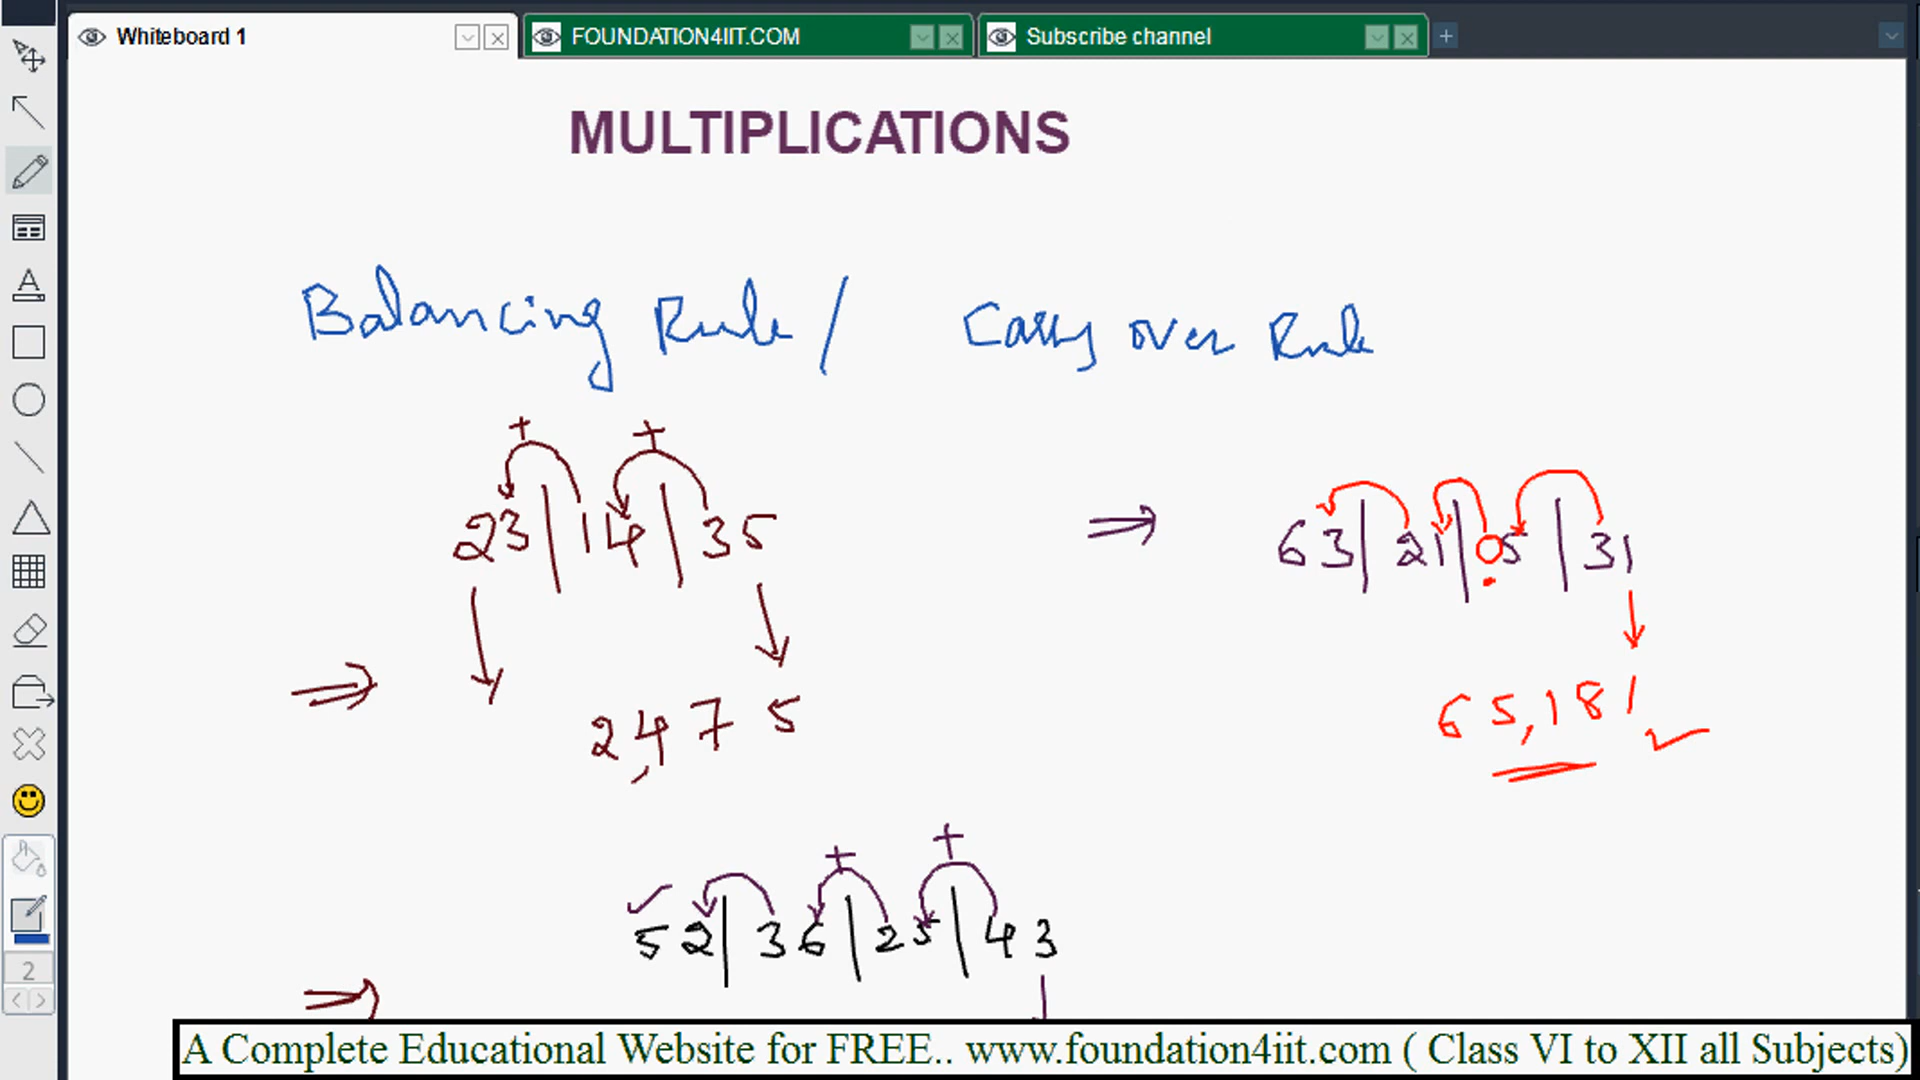 Whiteboard 1 FOUNDATION4IIT.COM Subscribe channel
MULTIPLICATIONS
Balancing Rule / Carry over Rule
+ +
23 | 14 | 35
⇒ 63 | 21 | 05 | 31
⇒ 2,475
65,181 ✓
+ +
✓ 52 | 36 | 25 | 43
⇒
2
A Complete Educational Website for FREE.. www.foundation4iit.com ( Class VI to XII all Subjects)